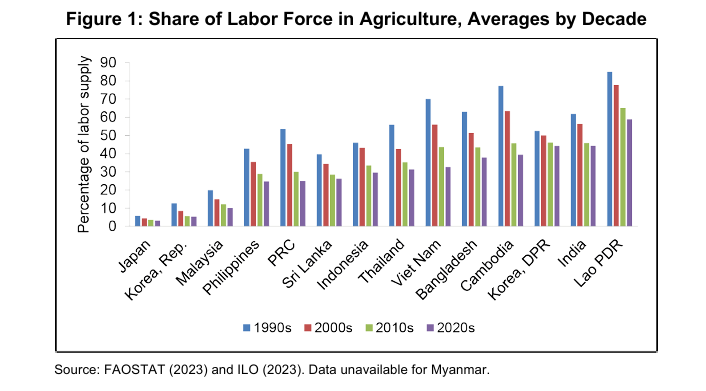 Figure 1: Share of Labor Force in Agriculture, Averages by Decade
Percentage of labor supply
90
80
70
60
50
40
30
20
10
0
Japan
Korea, Rep.
Malaysia
Philippines
PRC
Sri Lanka
Indonesia
Thailand
Viet Nam
Bangladesh
Cambodia
Korea, DPR
India
Lao PDR
1990s 2000s 2010s 2020s
Source: FAOSTAT (2023) and ILO (2023). Data unavailable for Myanmar.